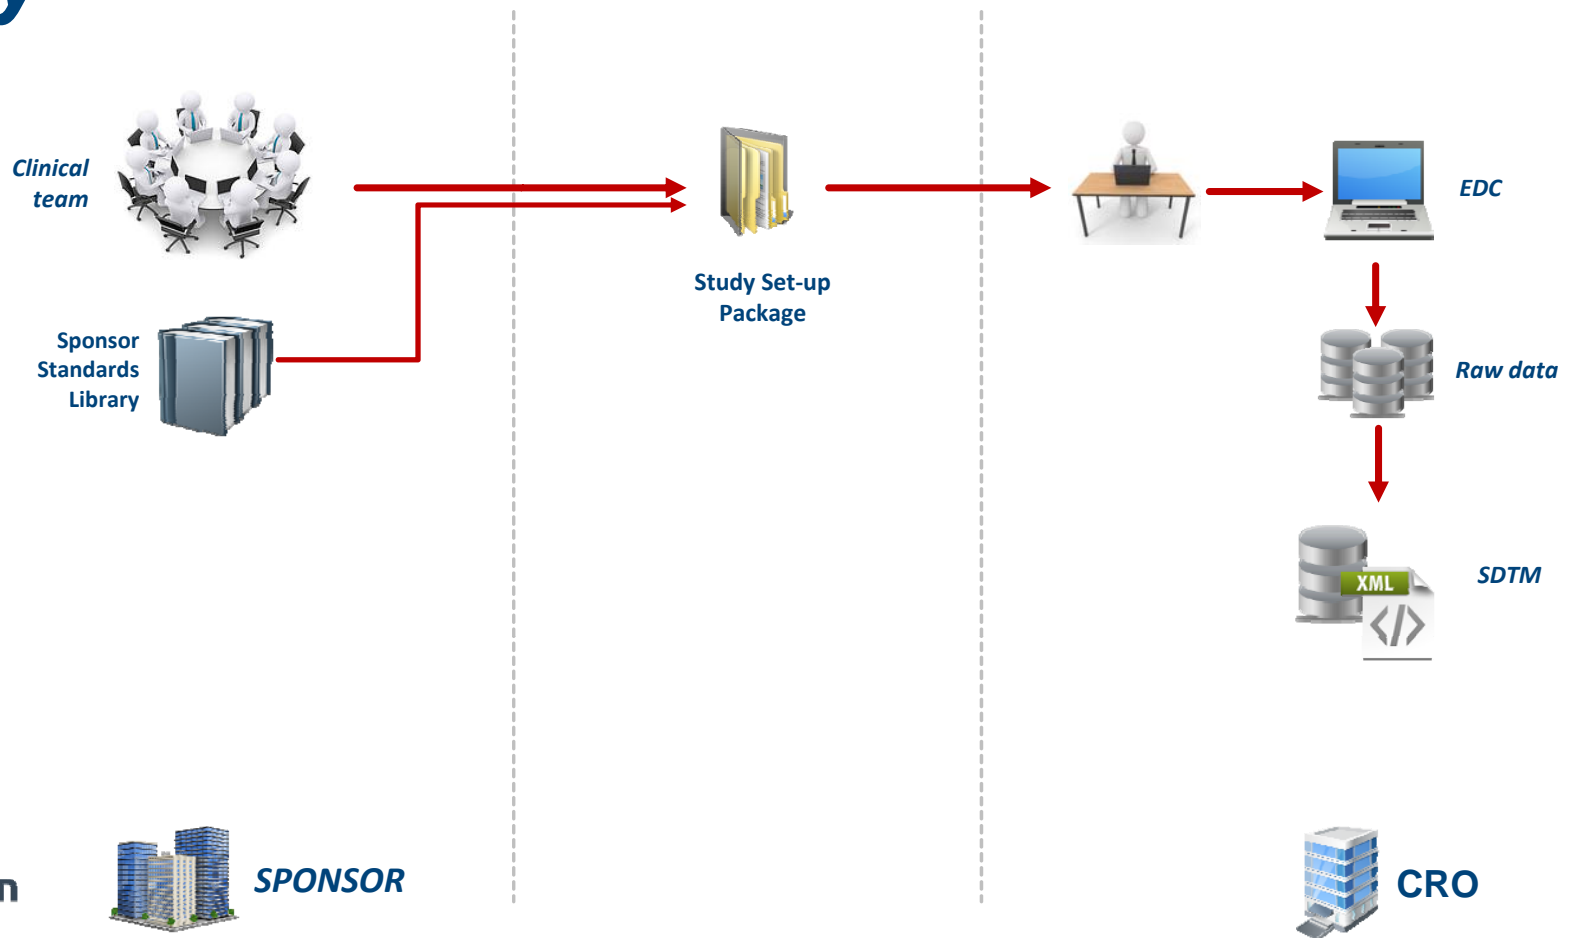 Clinical
team
EDC
Study Set-up
Package
Sponsor
Standards
Library
Raw data
XML
</>
SDTM
SPONSOR
CRO